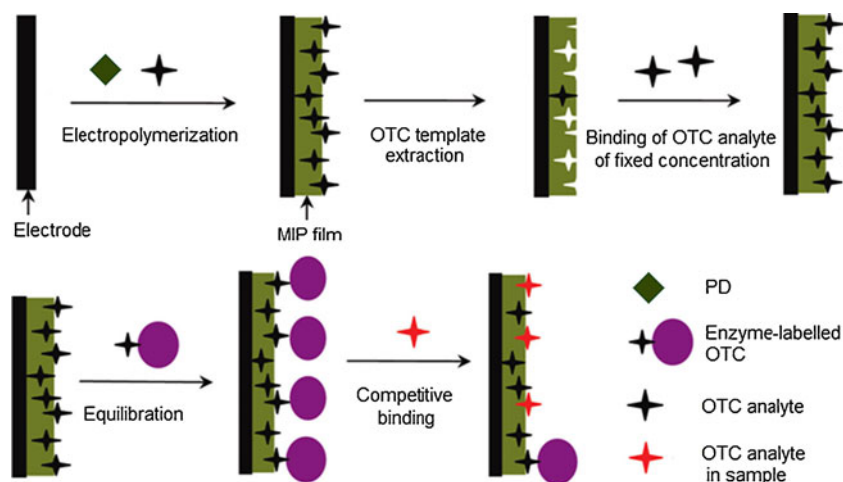 Electropolymerization
OTC template
extraction
Binding of OTC analyte
of fixed concentration
Electrode
MIP film
Equilibration
Competitive
binding
PD
Enzyme-labelled
OTC
OTC analyte
OTC analyte
in sample